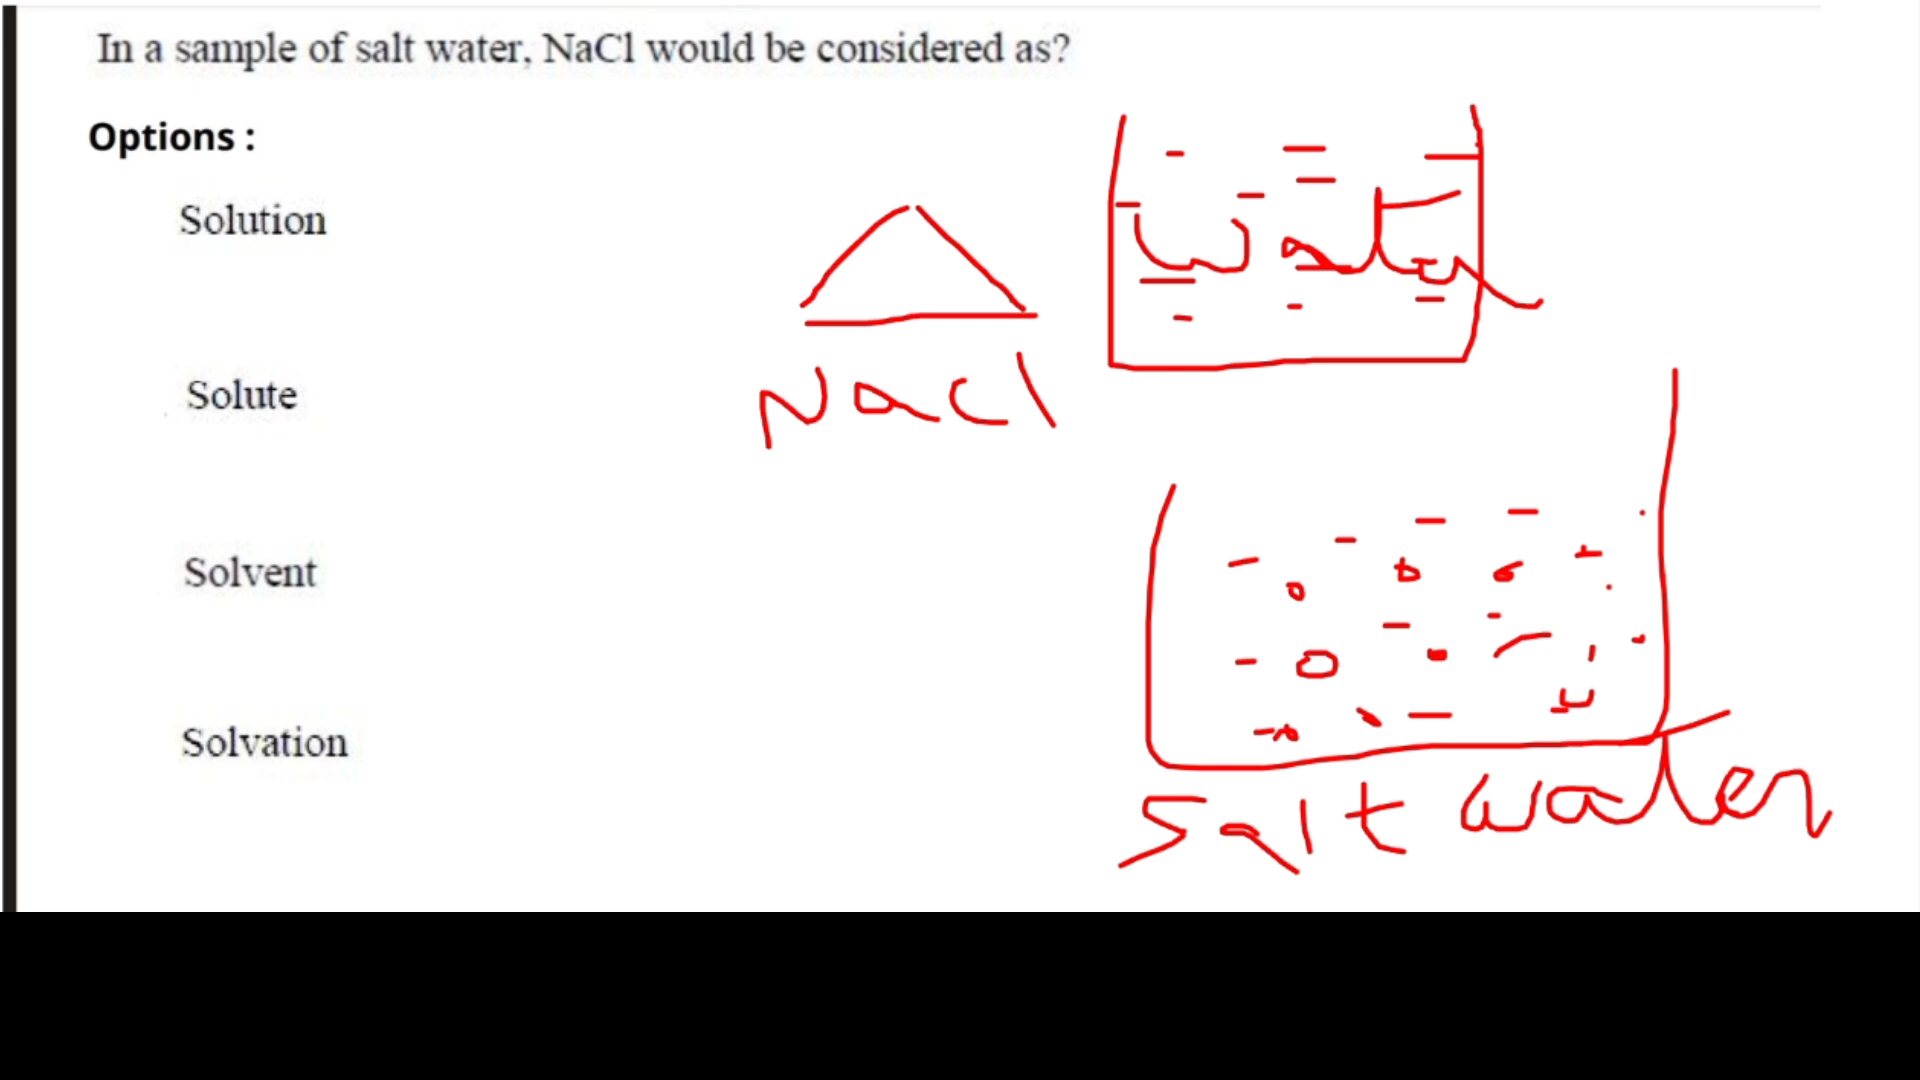 In a sample of salt water, NaCl would be considered as?
Options :
Solution
Solute
Solvent
Solvation
NaCl
Water
Salt water